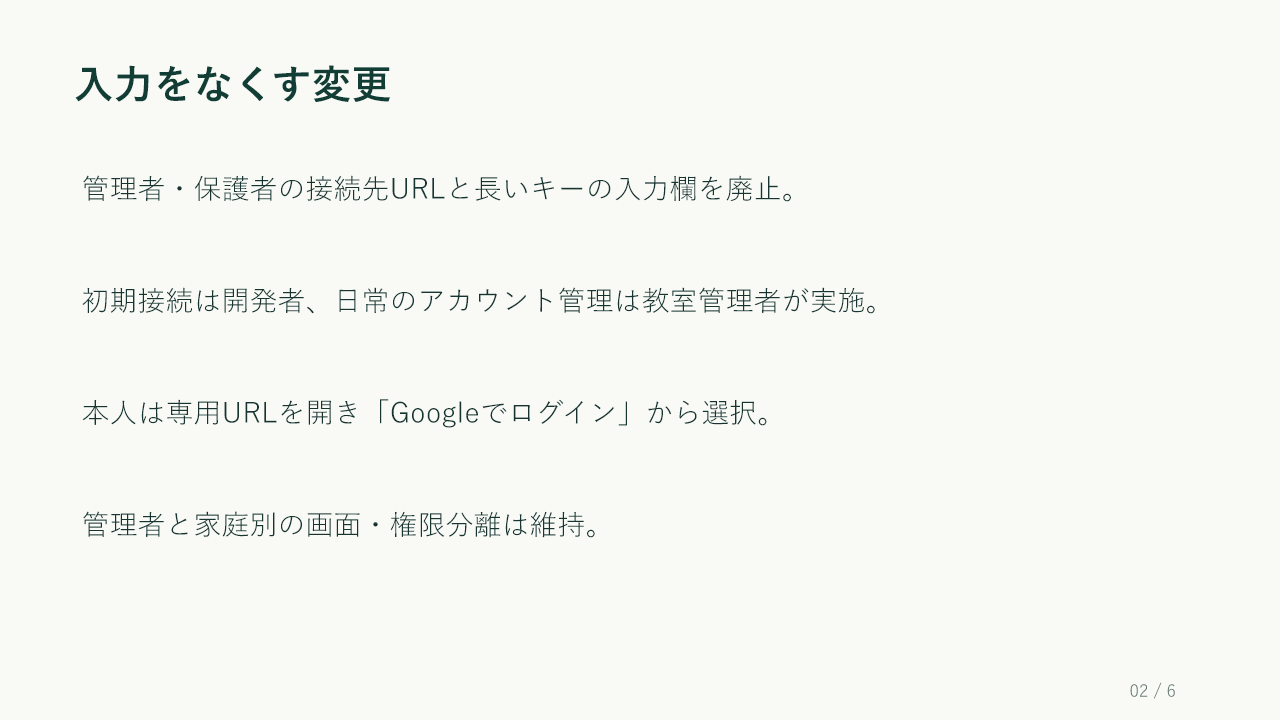 入力をなくす変更
管理者・保護者の接続先URLと長いキーの入力欄を廃止。
初期接続は開発者、日常のアカウント管理は教室管理者が実施。
本人は専用URLを開き「Googleでログイン」から選択。
管理者と家庭別の画面・権限分離は維持。
02 / 6